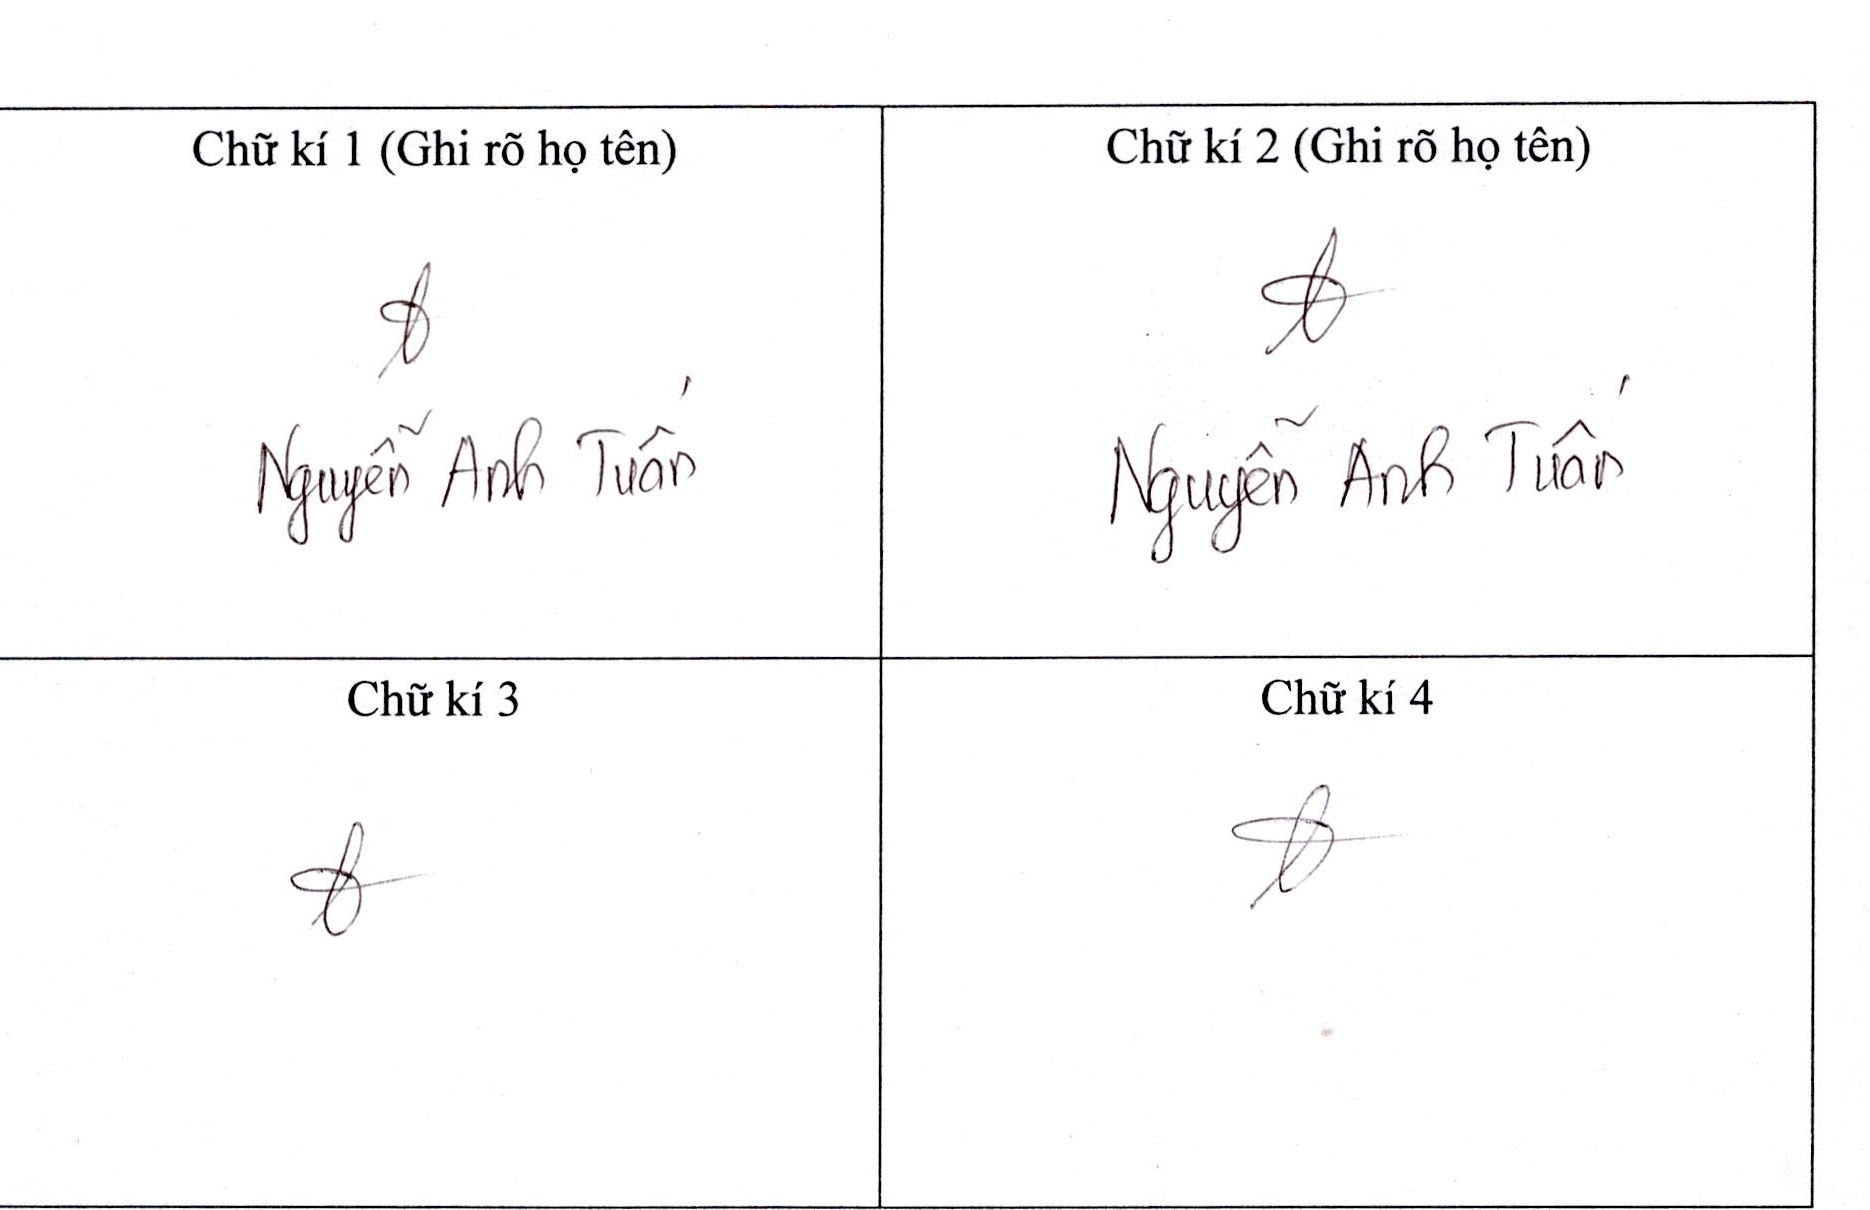 Chữ kí 1 (Ghi rõ họ tên)
Nguyễn Anh Tuấn
Chữ kí 2 (Ghi rõ họ tên)
Nguyễn Anh Tuấn
Chữ kí 3
Chữ kí 4